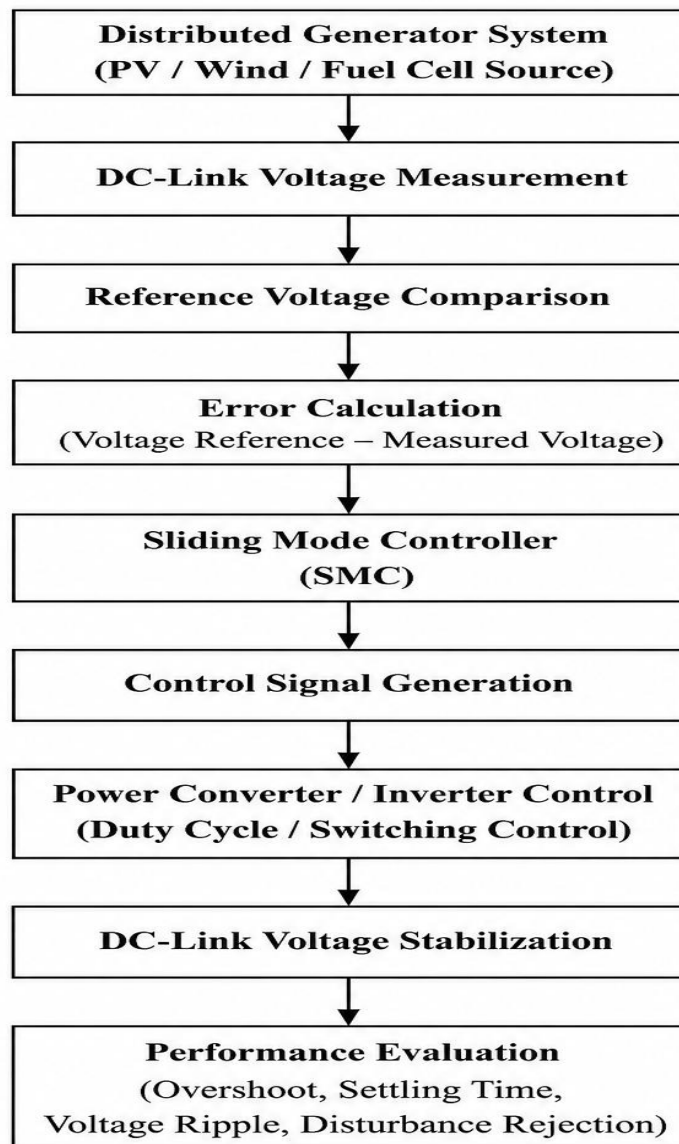 Distributed Generator System
(PV / Wind / Fuel Cell Source)
DC-Link Voltage Measurement
Reference Voltage Comparison
Error Calculation
(Voltage Reference – Measured Voltage)
Sliding Mode Controller
(SMC)
Control Signal Generation
Power Converter / Inverter Control
(Duty Cycle / Switching Control)
DC-Link Voltage Stabilization
Performance Evaluation
(Overshoot, Settling Time,
Voltage Ripple, Disturbance Rejection)